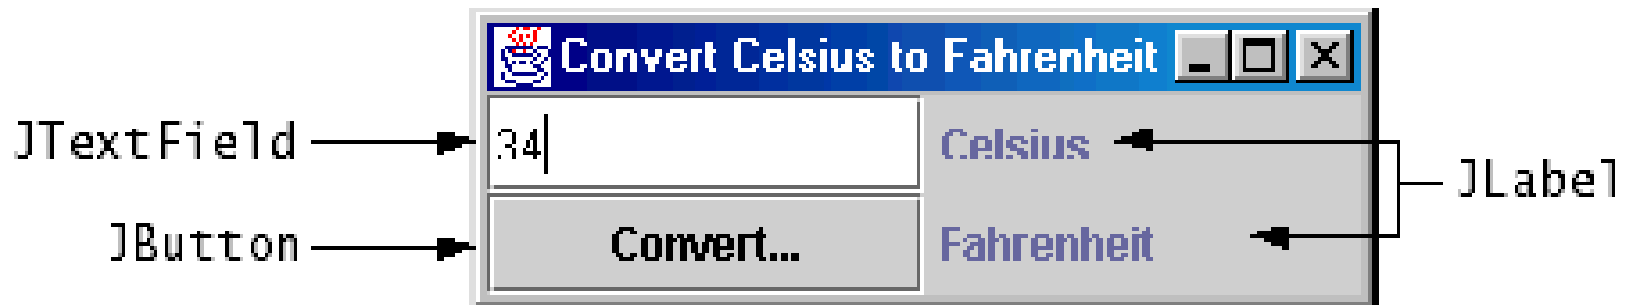 Convert Celsius to Fahrenheit
JTextField 34 Celsius
JLabel
JButton Convert... Fahrenheit